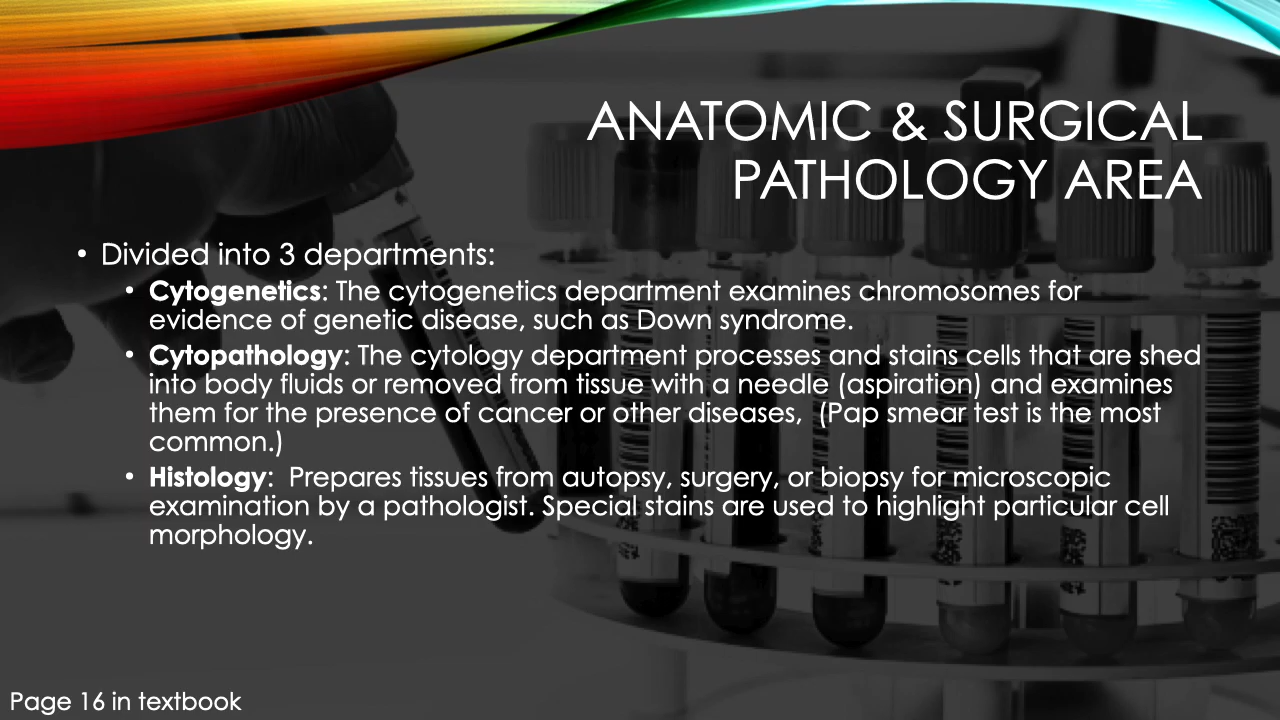 ANATOMIC & SURGICAL
PATHOLOGY AREA
• Divided into 3 departments:
• Cytogenetics: The cytogenetics department examines chromosomes for
evidence of genetic disease, such as Down syndrome.
• Cytopathology: The cytology department processes and stains cells that are shed
into body fluids or removed from tissue with a needle (aspiration) and examines
them for the presence of cancer or other diseases,  (Pap smear test is the most
common.)
• Histology:  Prepares tissues from autopsy, surgery, or biopsy for microscopic
examination by a pathologist. Special stains are used to highlight particular cell
morphology.
Page 16 in textbook